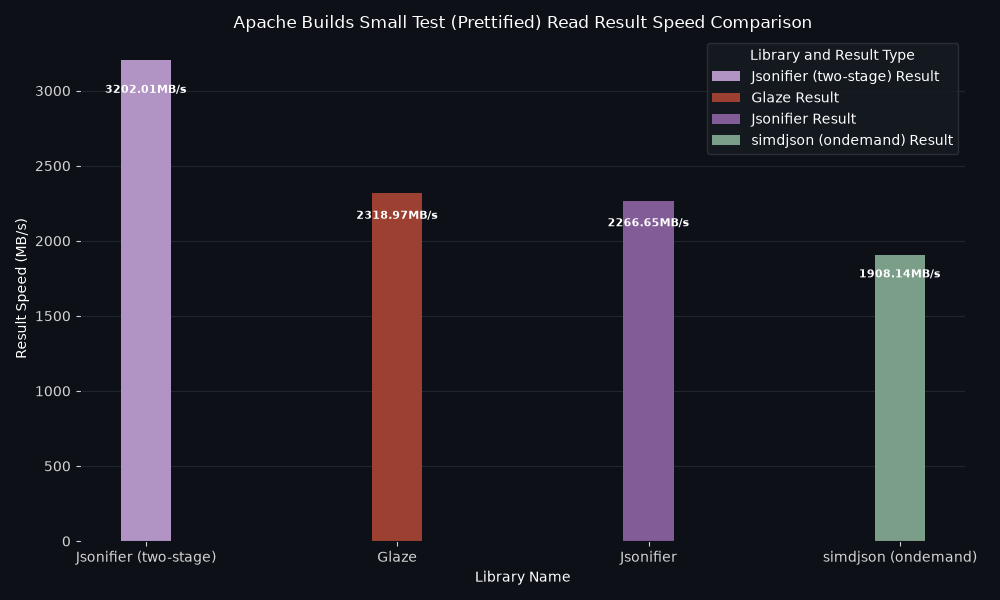 Apache Builds Small Test (Prettified) Read Result Speed Comparison
Library and Result Type
Jsonifier (two-stage) Result
Glaze Result
Jsonifier Result
simdjson (ondemand) Result
Result Speed (MB/s)
3000
2500
2000
1500
1000
500
0
3202.01MB/s
2318.97MB/s
2266.65MB/s
1908.14MB/s
Jsonifier (two-stage)
Glaze
Jsonifier
simdjson (ondemand)
Library Name